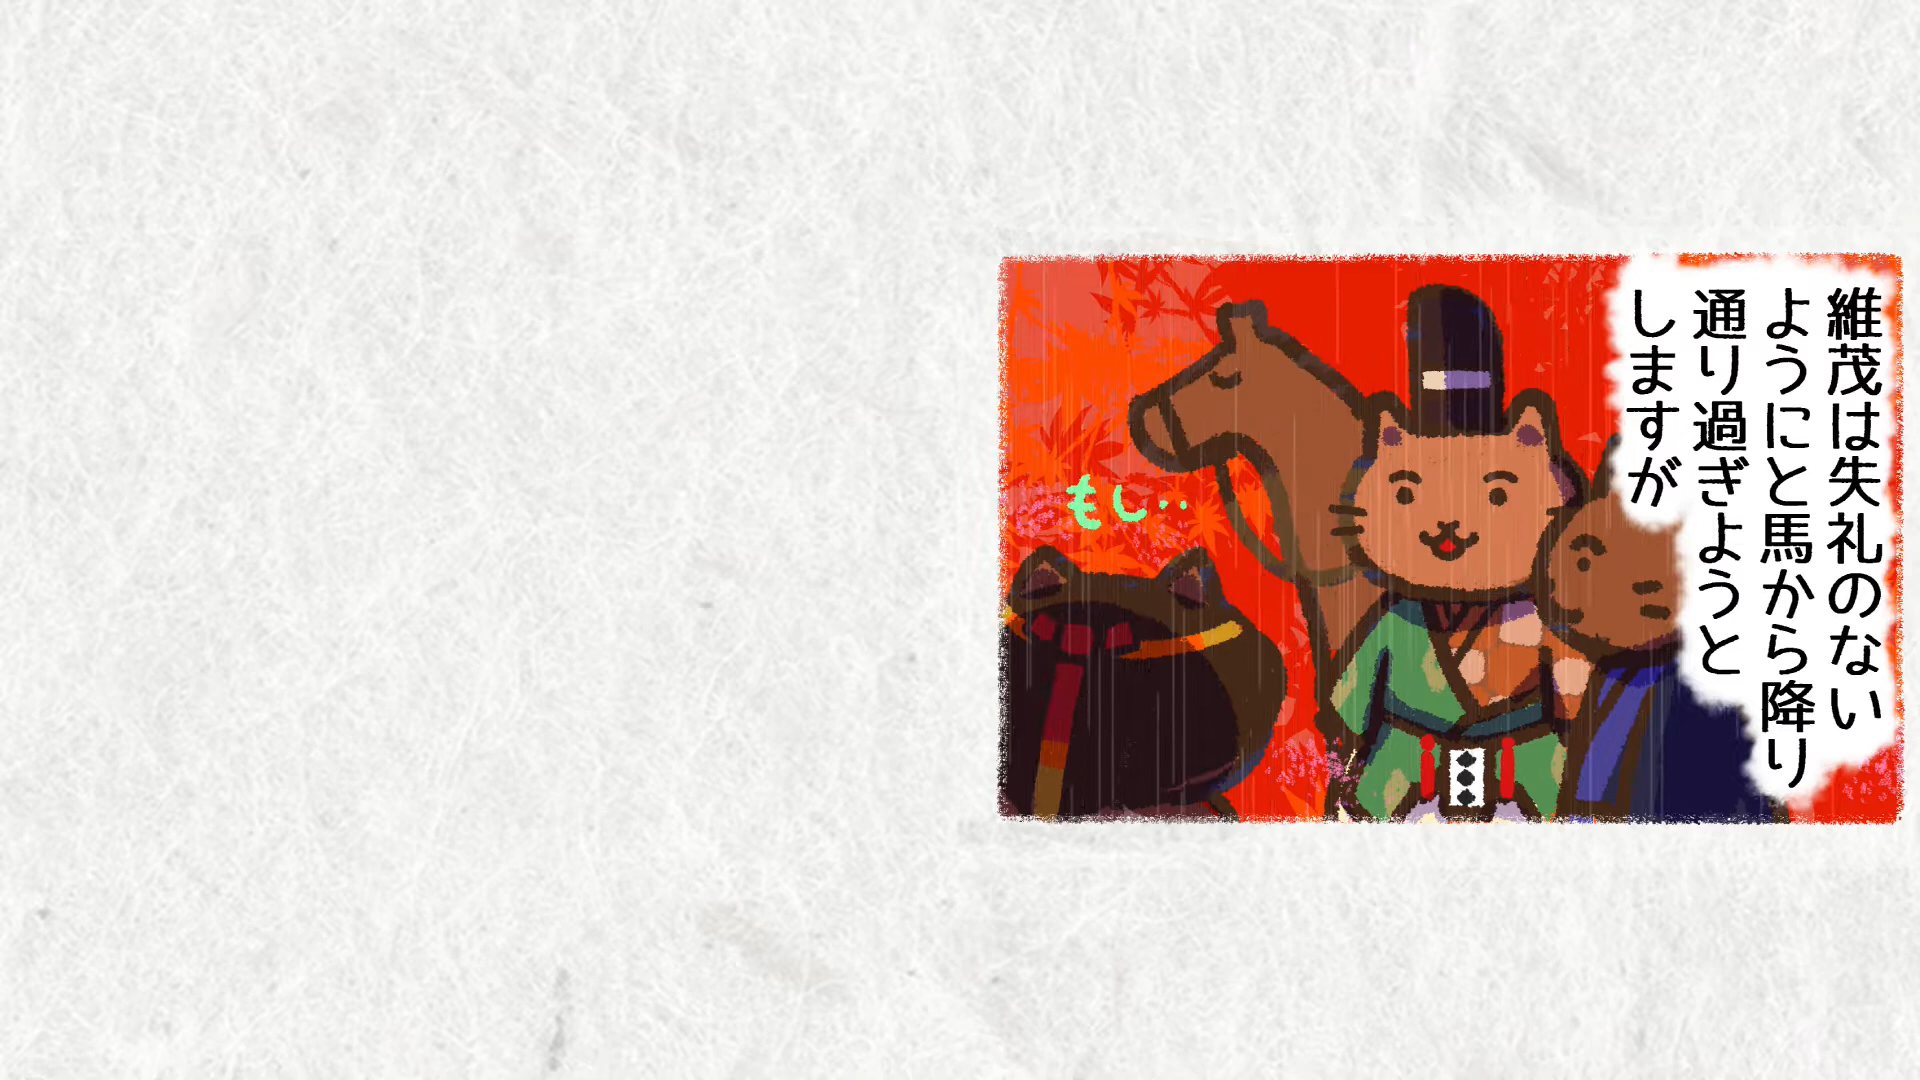 維茂は失礼のない
ようにと馬から降り
通り過ぎようと
しますが
もし‥